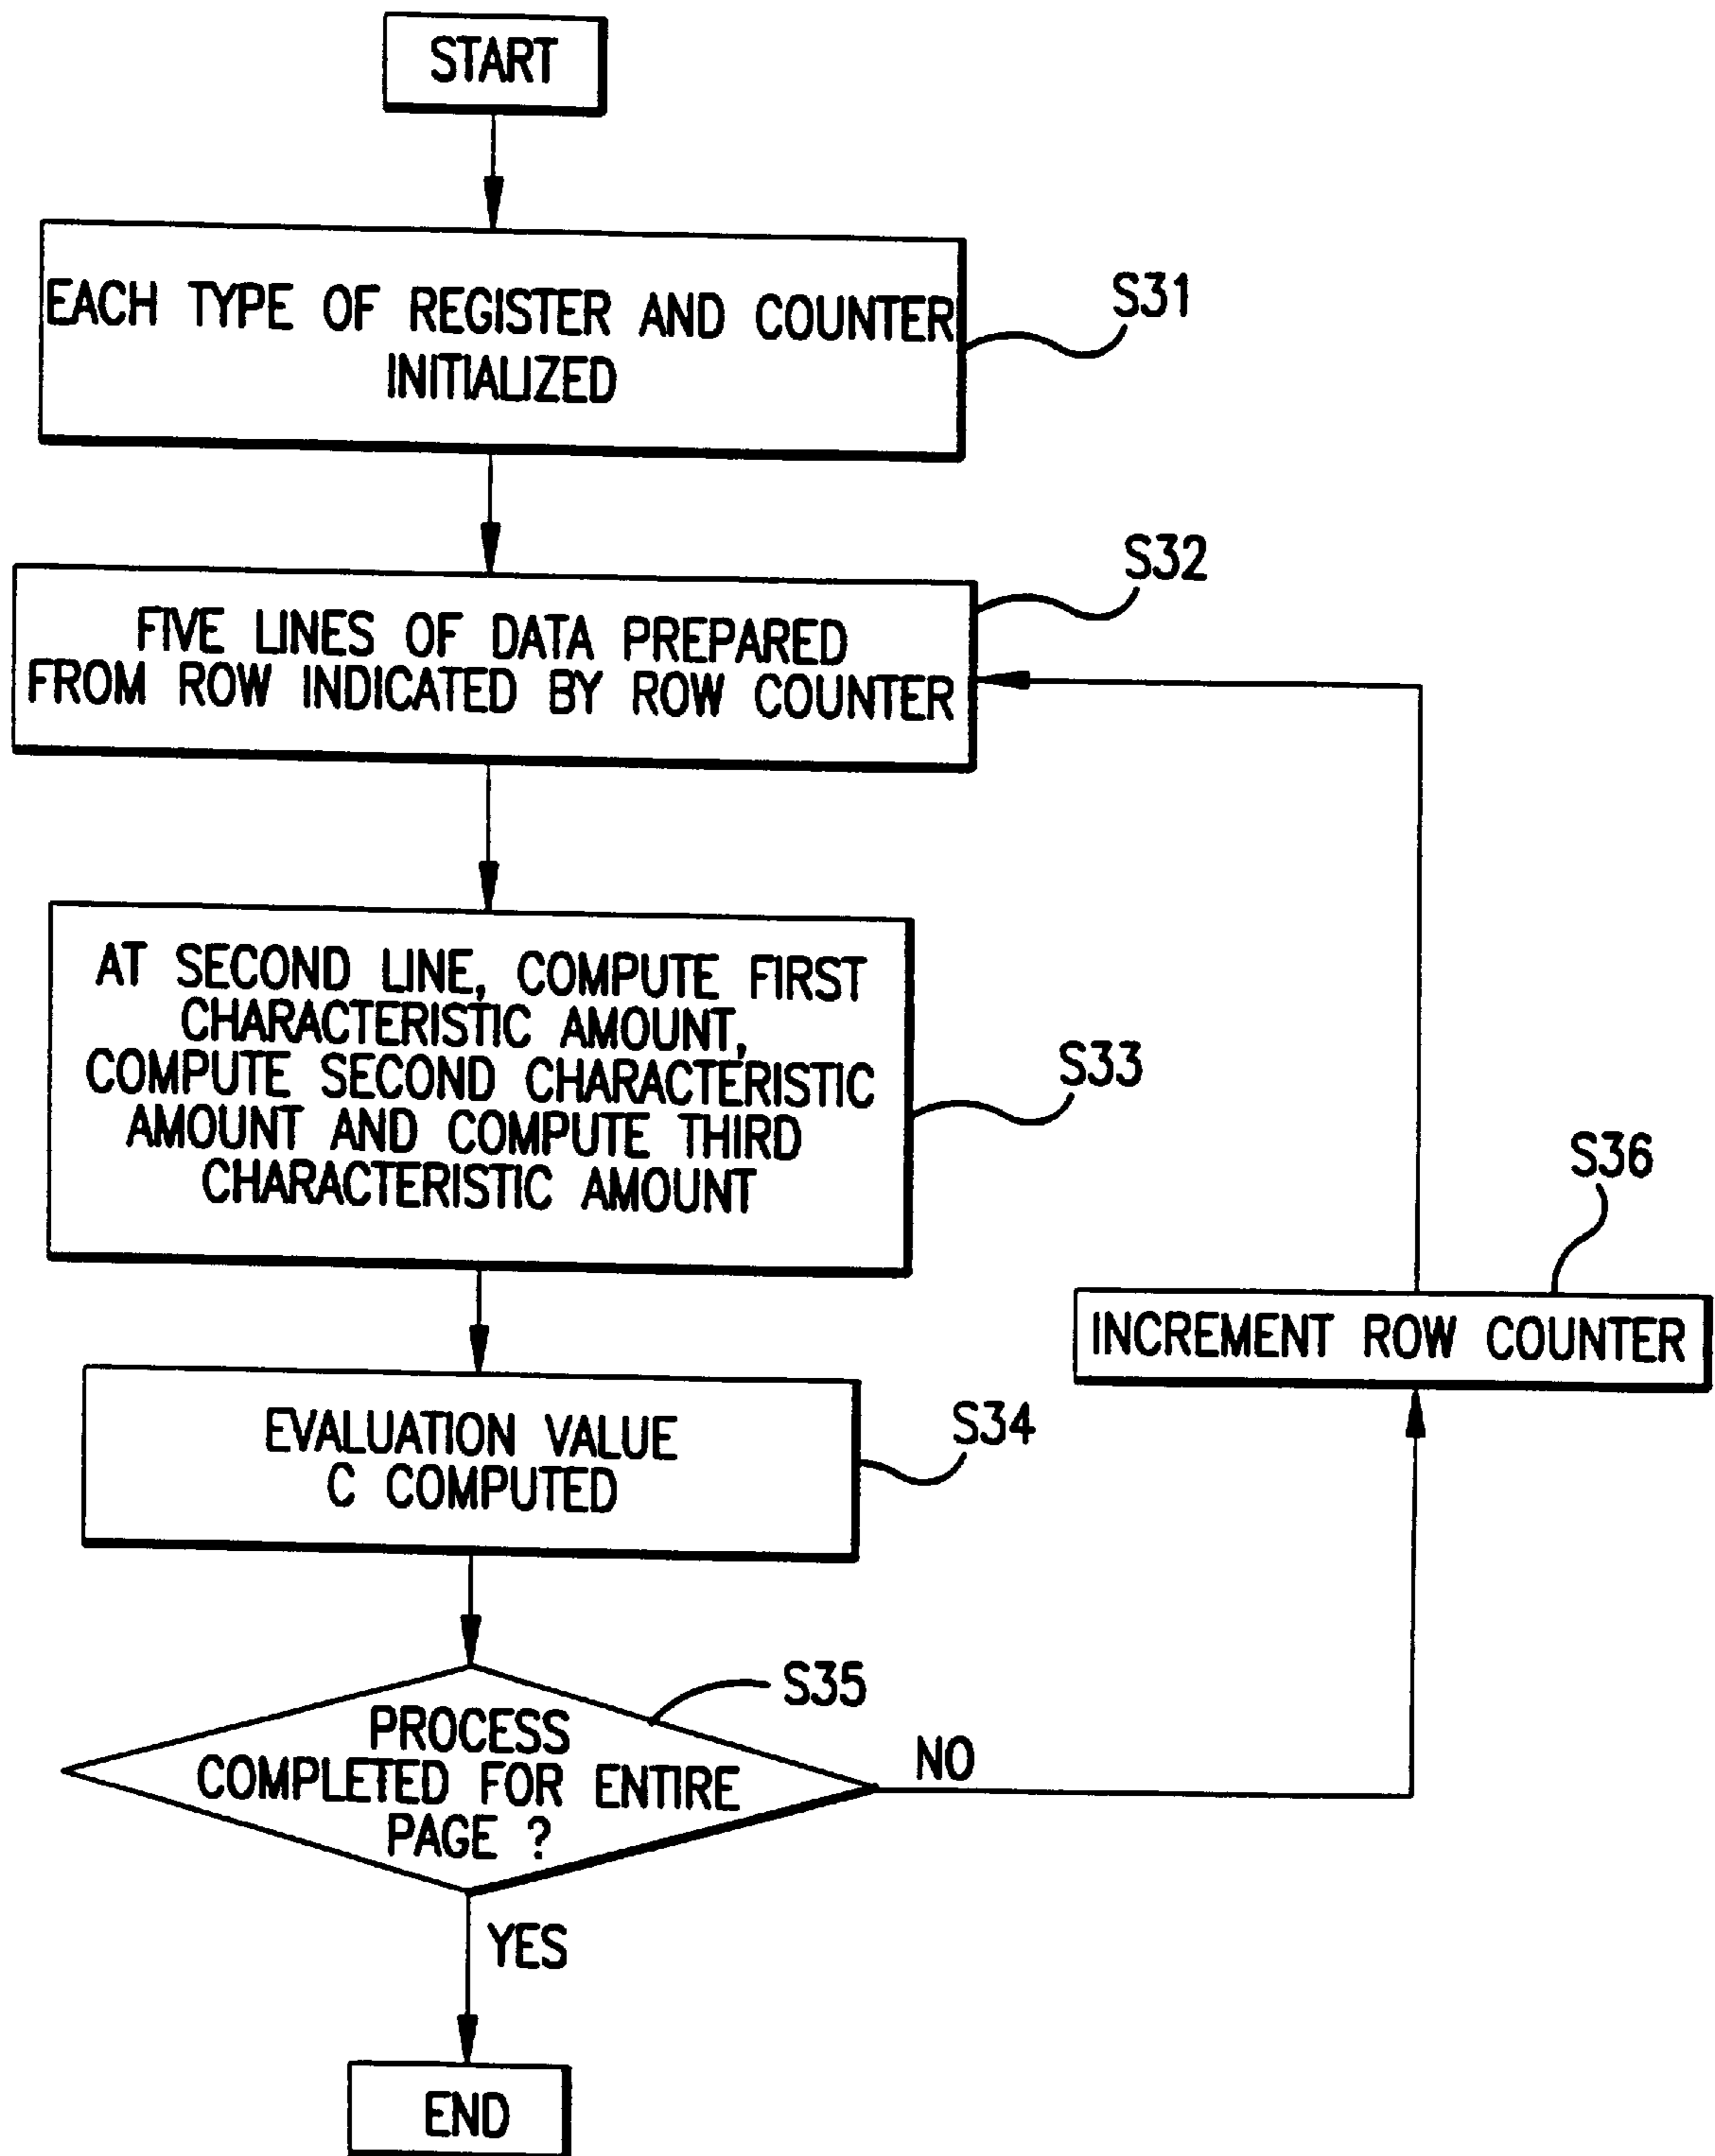 START
EACH TYPE OF REGISTER AND COUNTER
INITIALIZED
S31
FIVE LINES OF DATA PREPARED
FROM ROW INDICATED BY ROW COUNTER
S32
AT SECOND LINE, COMPUTE FIRST
CHARACTERISTIC AMOUNT,
COMPUTE SECOND CHARACTERISTIC
AMOUNT AND COMPUTE THIRD
CHARACTERISTIC AMOUNT
S33
EVALUATION VALUE
C COMPUTED
S34
PROCESS
COMPLETED FOR ENTIRE
PAGE ?
S35
NO
INCREMENT ROW COUNTER
S36
YES
END